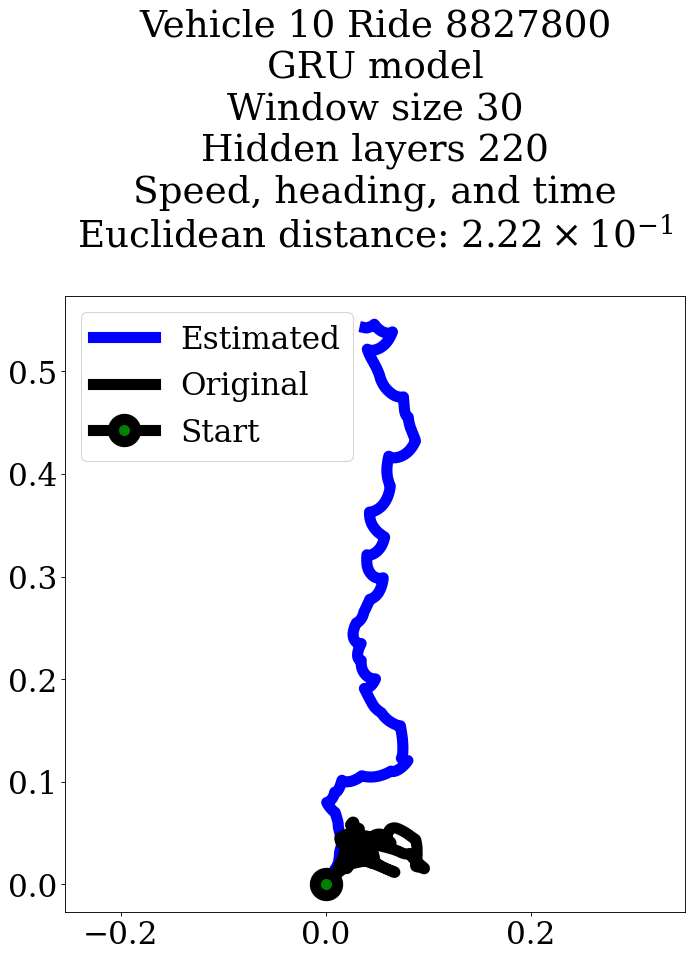 Vehicle 10 Ride 8827800
GRU model
Window size 30
Hidden layers 220
Speed, heading, and time
Euclidean distance: 2.22 × 10⁻¹
Estimated
Original
Start
0.5
0.4
0.3
0.2
0.1
0.0
−0.2 0.0 0.2